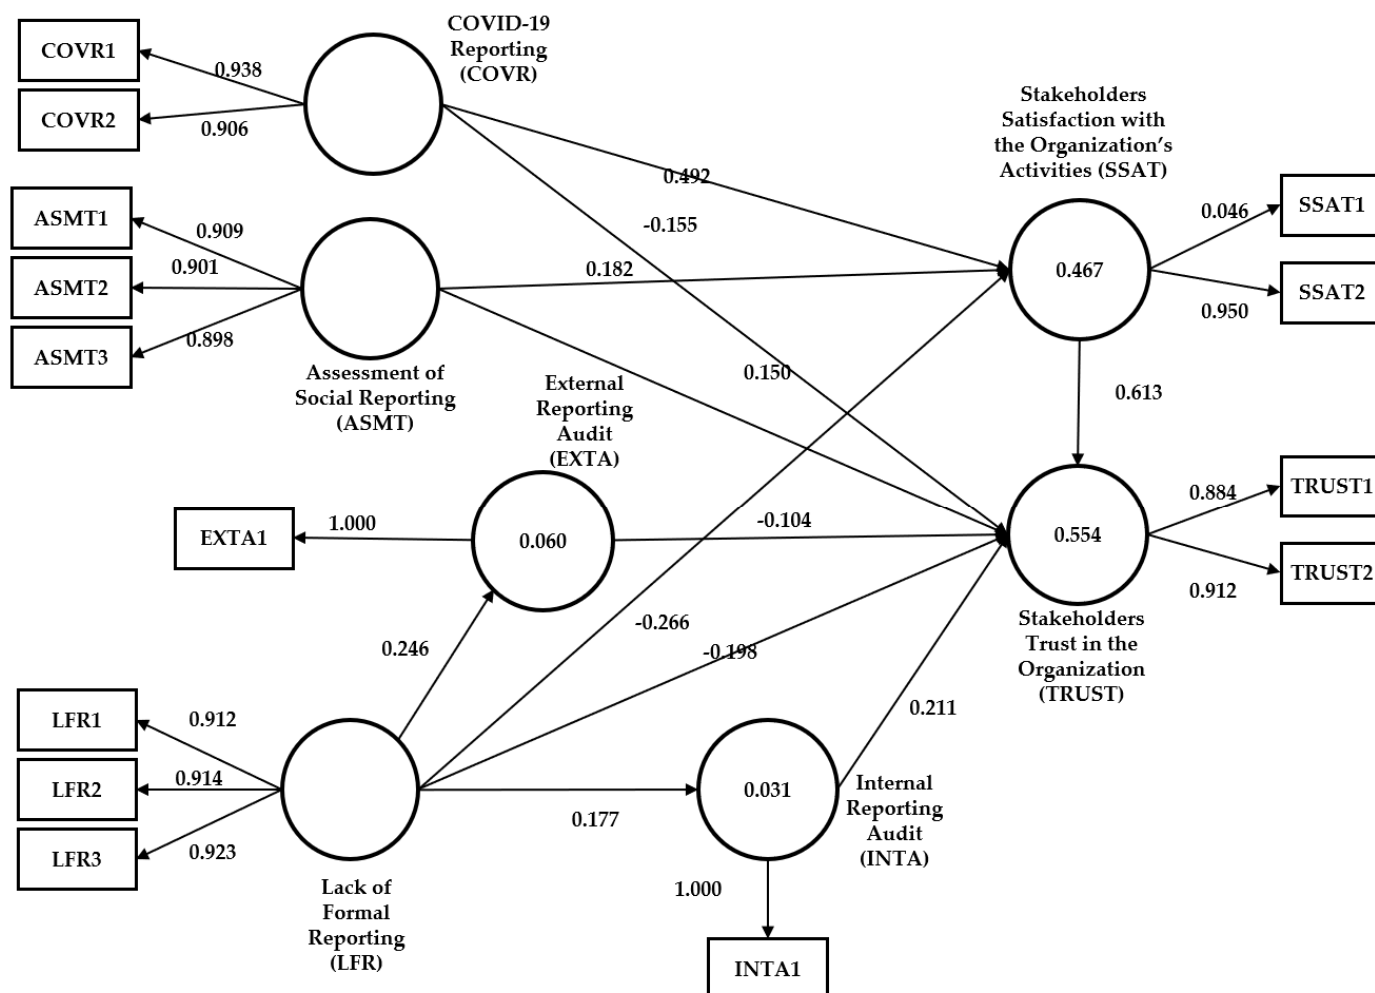 COVID-19
Reporting
(COVR)
COVR1
0.938
COVR2
0.906
Stakeholders
Satisfaction with
the Organization’s
Activities (SSAT)
0.492
-0.155
ASMT1
0.909
ASMT2
0.901
ASMT3
0.898
0.182
0.467
0.046
SSAT1
SSAT2
0.950
Assessment of
Social Reporting
(ASMT)
External
Reporting
Audit
(EXTA)
0.150
0.613
EXTA1
1.000
0.060
-0.104
0.554
0.884
TRUST1
TRUST2
0.912
Stakeholders
Trust in the
Organization
(TRUST)
0.246
-0.266
-0.198
0.211
LFR1
0.912
LFR2
0.914
LFR3
0.923
0.177
0.031
Internal
Reporting
Audit
(INTA)
Lack of
Formal
Reporting
(LFR)
1.000
INTA1